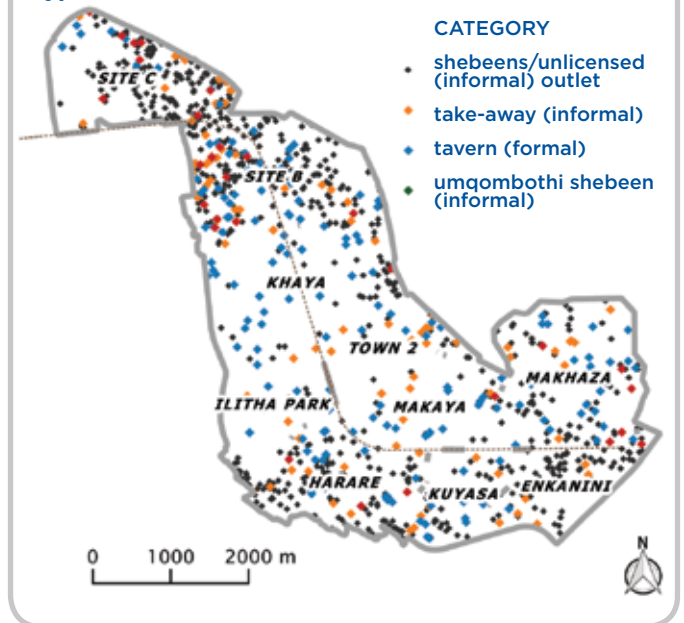 CATEGORY
shebeens/unlicensed
(informal) outlet
take-away (informal)
tavern (formal)
umqombothi shebeen
(informal)
SITE C
SITE B
KHAYA
TOWN 2
ILITHA PARK
MAKAYA
MAKHAZA
HARARE
KUYASA
ENKANINI
0 1000 2000 m
N